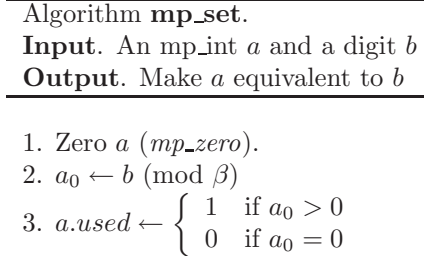 Algorithm mp_set.
Input. An mp_int a and a digit b
Output. Make a equivalent to b
1. Zero a (mp_zero).
2. a₀ ← b (mod β)
3. a.used ← { 1 if a₀ > 0
0 if a₀ = 0